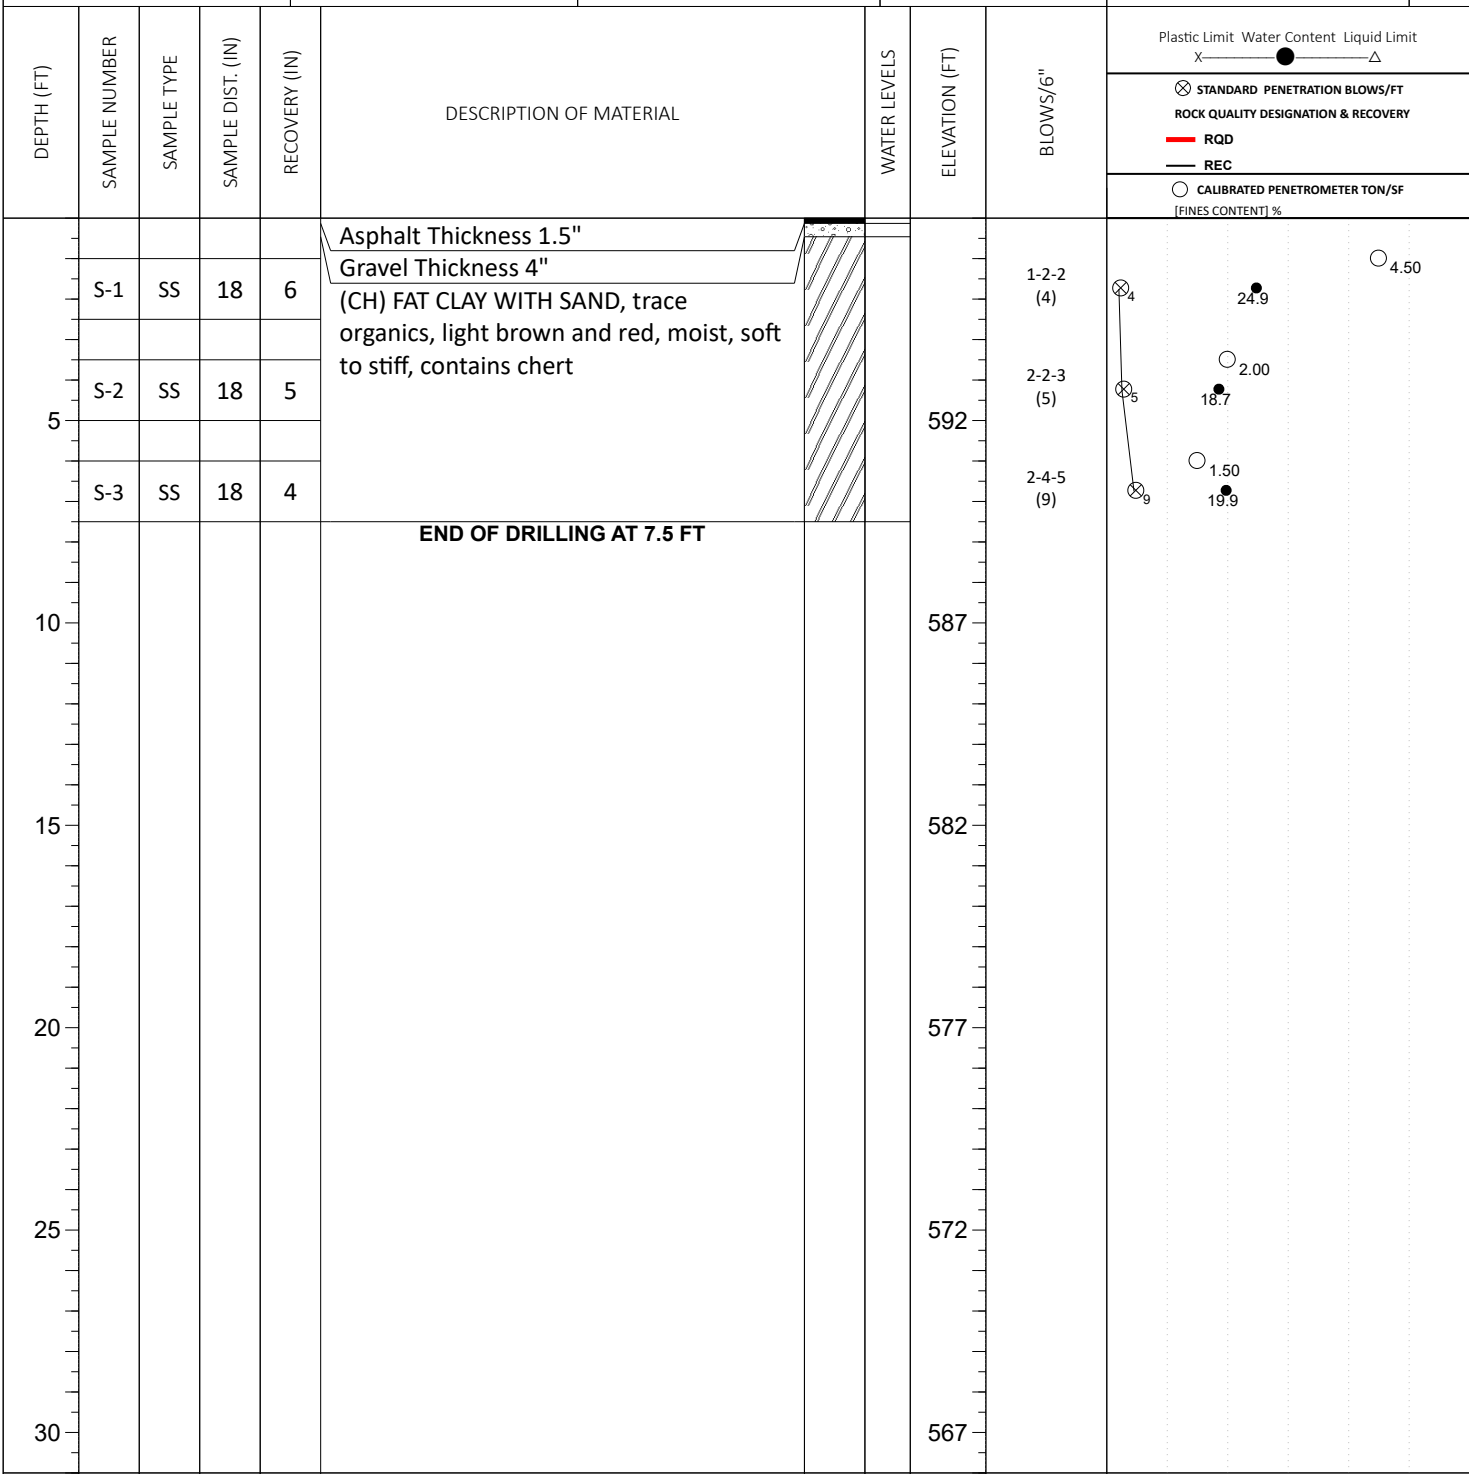 DEPTH (FT)
SAMPLE NUMBER
SAMPLE TYPE
SAMPLE DIST. (IN)
RECOVERY (IN)
DESCRIPTION OF MATERIAL
WATER LEVELS
ELEVATION (FT)
BLOWS/6"
Plastic Limit Water Content Liquid Limit
X
STANDARD PENETRATION BLOWS/FT
ROCK QUALITY DESIGNATION & RECOVERY
RQD
REC
CALIBRATED PENETROMETER TON/SF
[FINES CONTENT] %
Asphalt Thickness 1.5"
Gravel Thickness 4"
(CH) FAT CLAY WITH SAND, trace
organics, light brown and red, moist, soft
to stiff, contains chert
END OF DRILLING AT 7.5 FT
S-1 SS 18 6
1-2-2
(4)
4.50
4
24.9
S-2 SS 18 5
2-2-3
(5)
2.00
5
18.7
S-3 SS 18 4
2-4-5
(9)
1.50
9
19.9
5 592
10 587
15 582
20 577
25 572
30 567